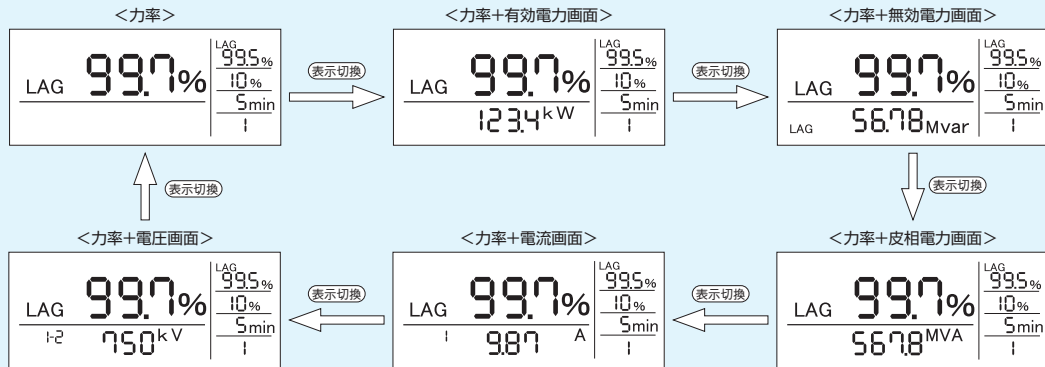 <力率>
LAG 99.7%
LAG
99.5%
10%
5min
1
表示切換
<力率+有効電力画面>
LAG 99.7%
123.4kW
LAG
99.5%
10%
5min
1
表示切換
<力率+無効電力画面>
LAG 99.7%
LAG 56.78Mvar
LAG
99.5%
10%
5min
1
表示切換
表示切換
<力率+電圧画面>
LAG 99.7%
1-2 750kV
LAG
99.5%
10%
5min
1
表示切換
<力率+電流画面>
LAG 99.7%
1 9.87 A
LAG
99.5%
10%
5min
1
表示切換
<力率+皮相電力画面>
LAG 99.7%
567.8MVA
LAG
99.5%
10%
5min
1